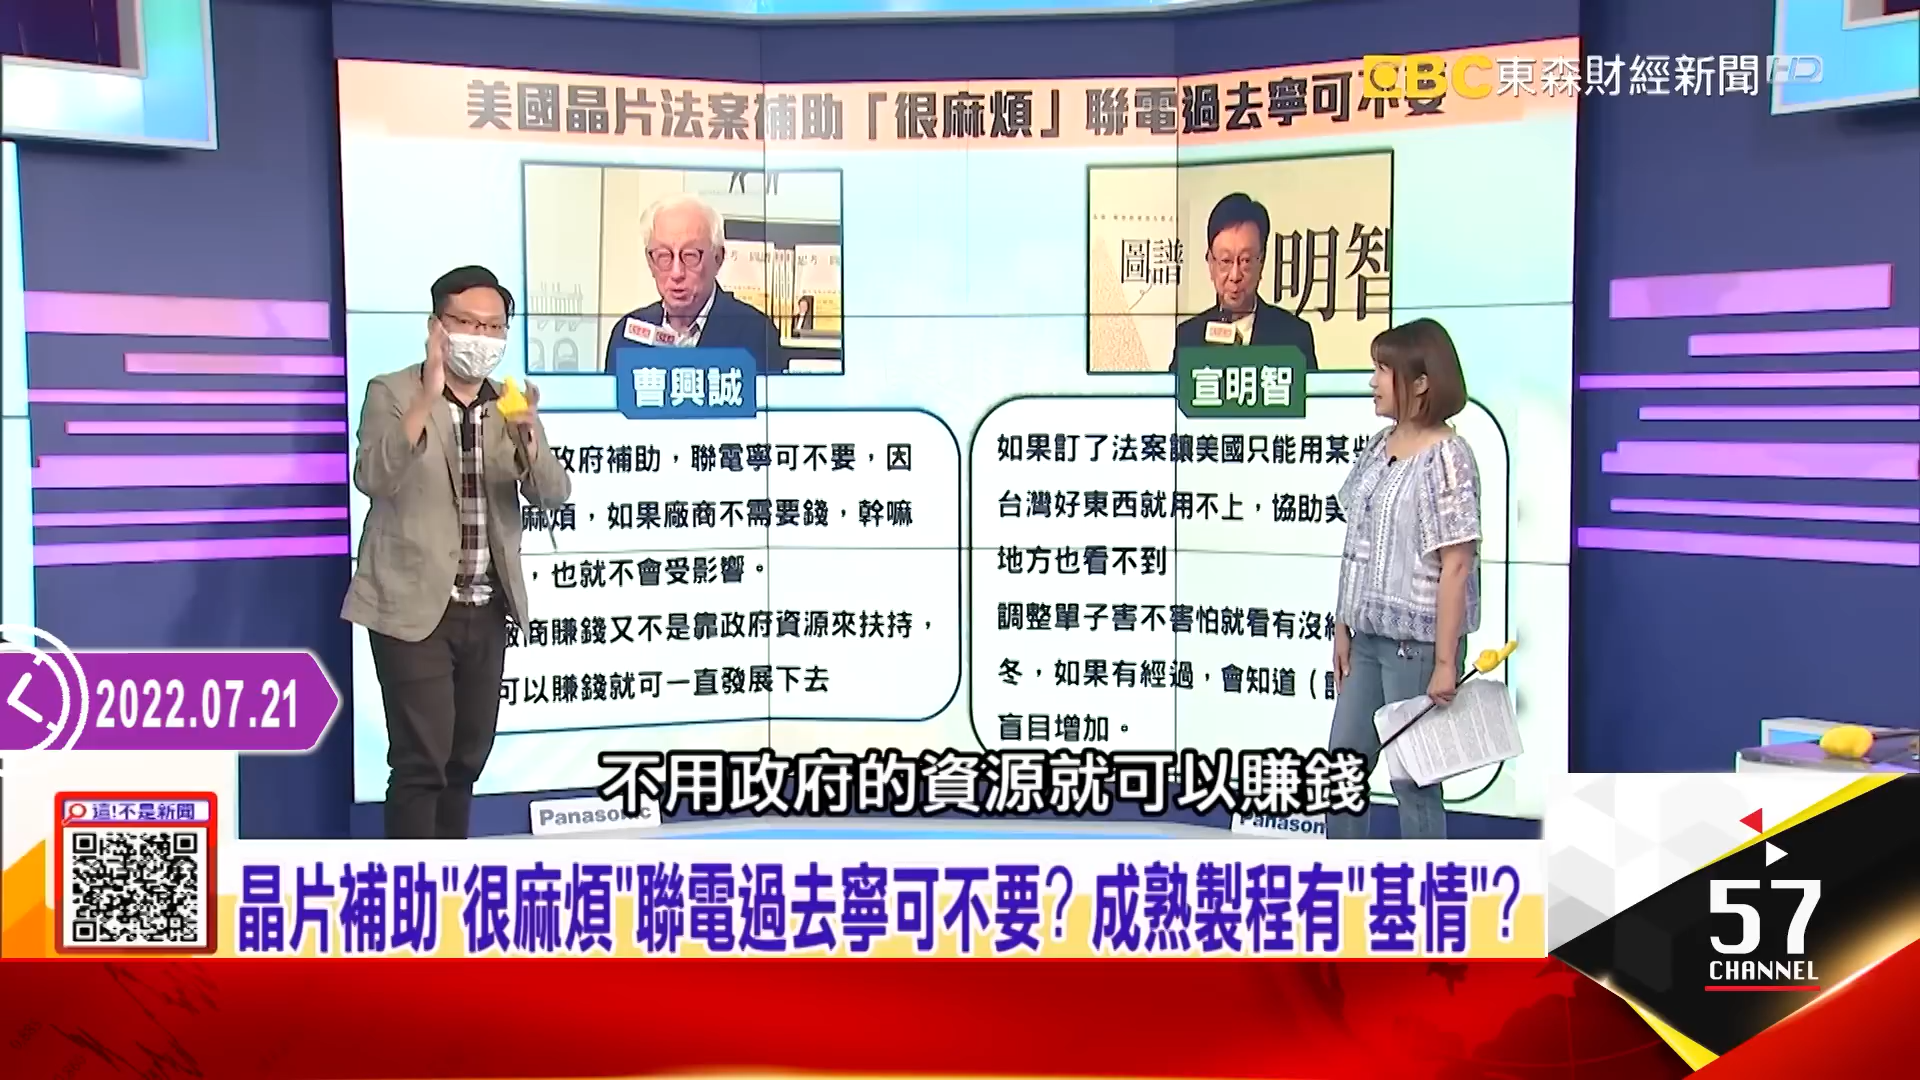 東森財經新聞
美國晶片法案補助「很麻煩」聯電過去寧可不要
圖譜
明智
曹興誠
政府補助，聯電寧可不要，因
麻煩，如果廠商不需要錢，幹嘛
，也就不會受影響。
廠商賺錢又不是靠政府資源來扶持，
可以賺錢就可一直發展下去
宣明智
如果訂了法案讓美國只能用某些
台灣好東西就用不上，協助美
地方也看不到
調整單子害不害怕就看有沒經
冬，如果有經過，會知道（
盲目增加。
2022.07.21
不用政府的資源就可以賺錢
Panasonic
Panason
這!不是新聞
晶片補助"很麻煩"聯電過去寧可不要? 成熟製程有"基情"?
57
CHANNEL